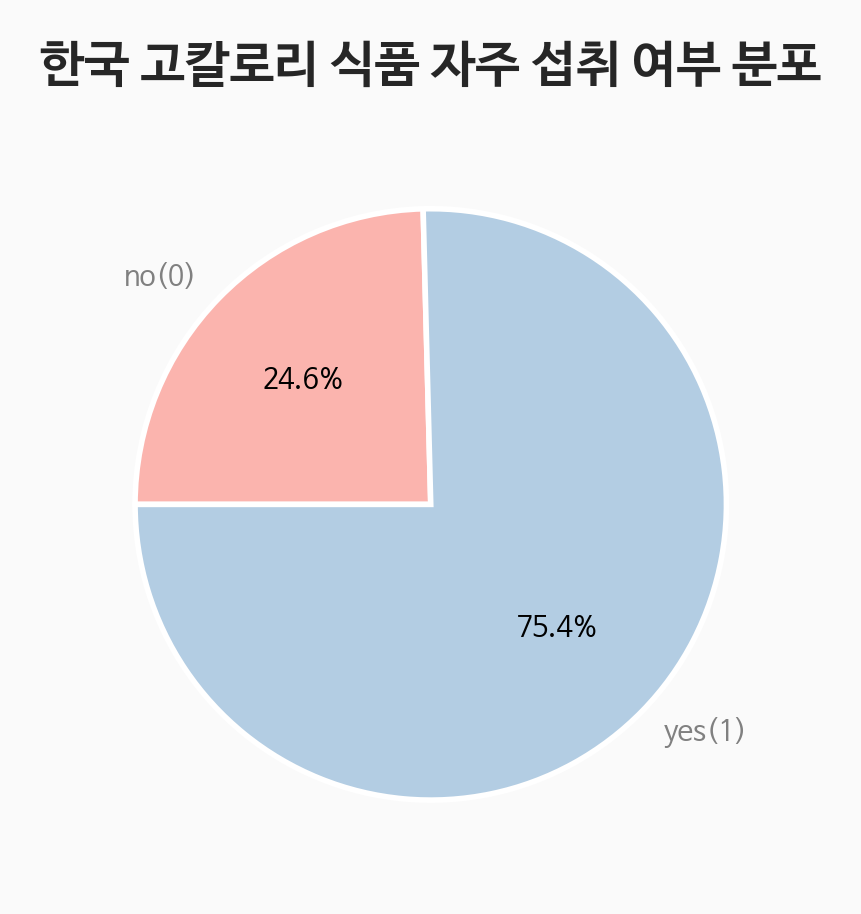 한국 고칼로리 식품 자주 섭취 여부 분포
no(0)
24.6%
75.4%
yes(1)